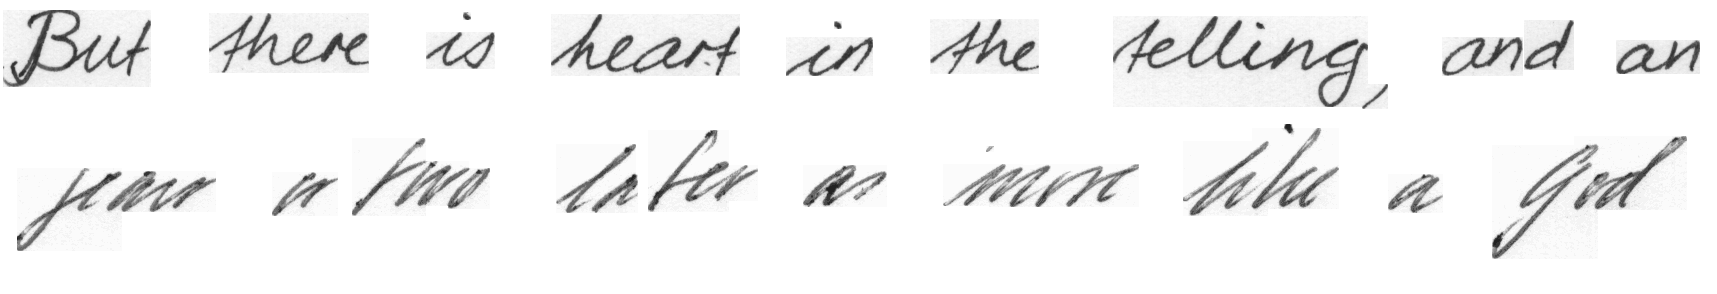 But there is heart in the telling, and an
year or two later as more like a God